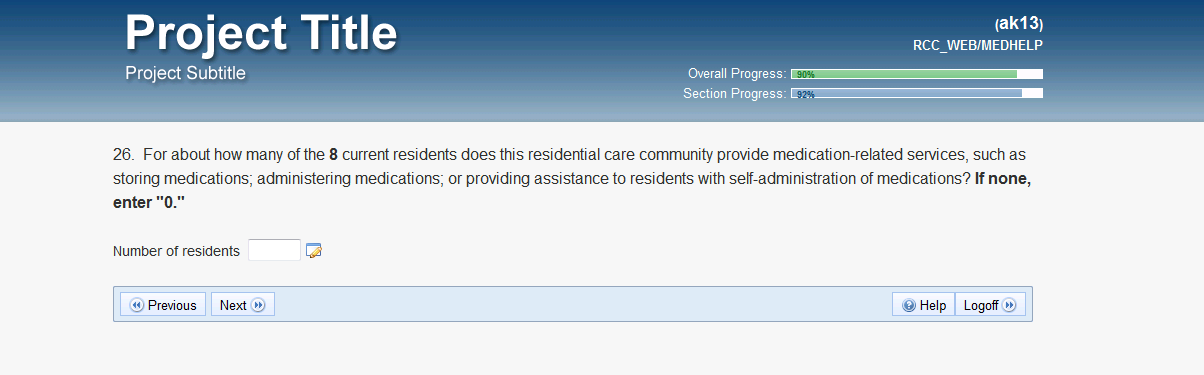 Project Title
Project Subtitle
(ak13)
RCC_WEB/MEDHELP
Overall Progress: 90%
Section Progress: 92%
26. For about how many of the 8 current residents does this residential care community provide medication-related services, such as
storing medications; administering medications; or providing assistance to residents with self-administration of medications? If none,
enter "0."
Number of residents
Previous Next Help Logoff